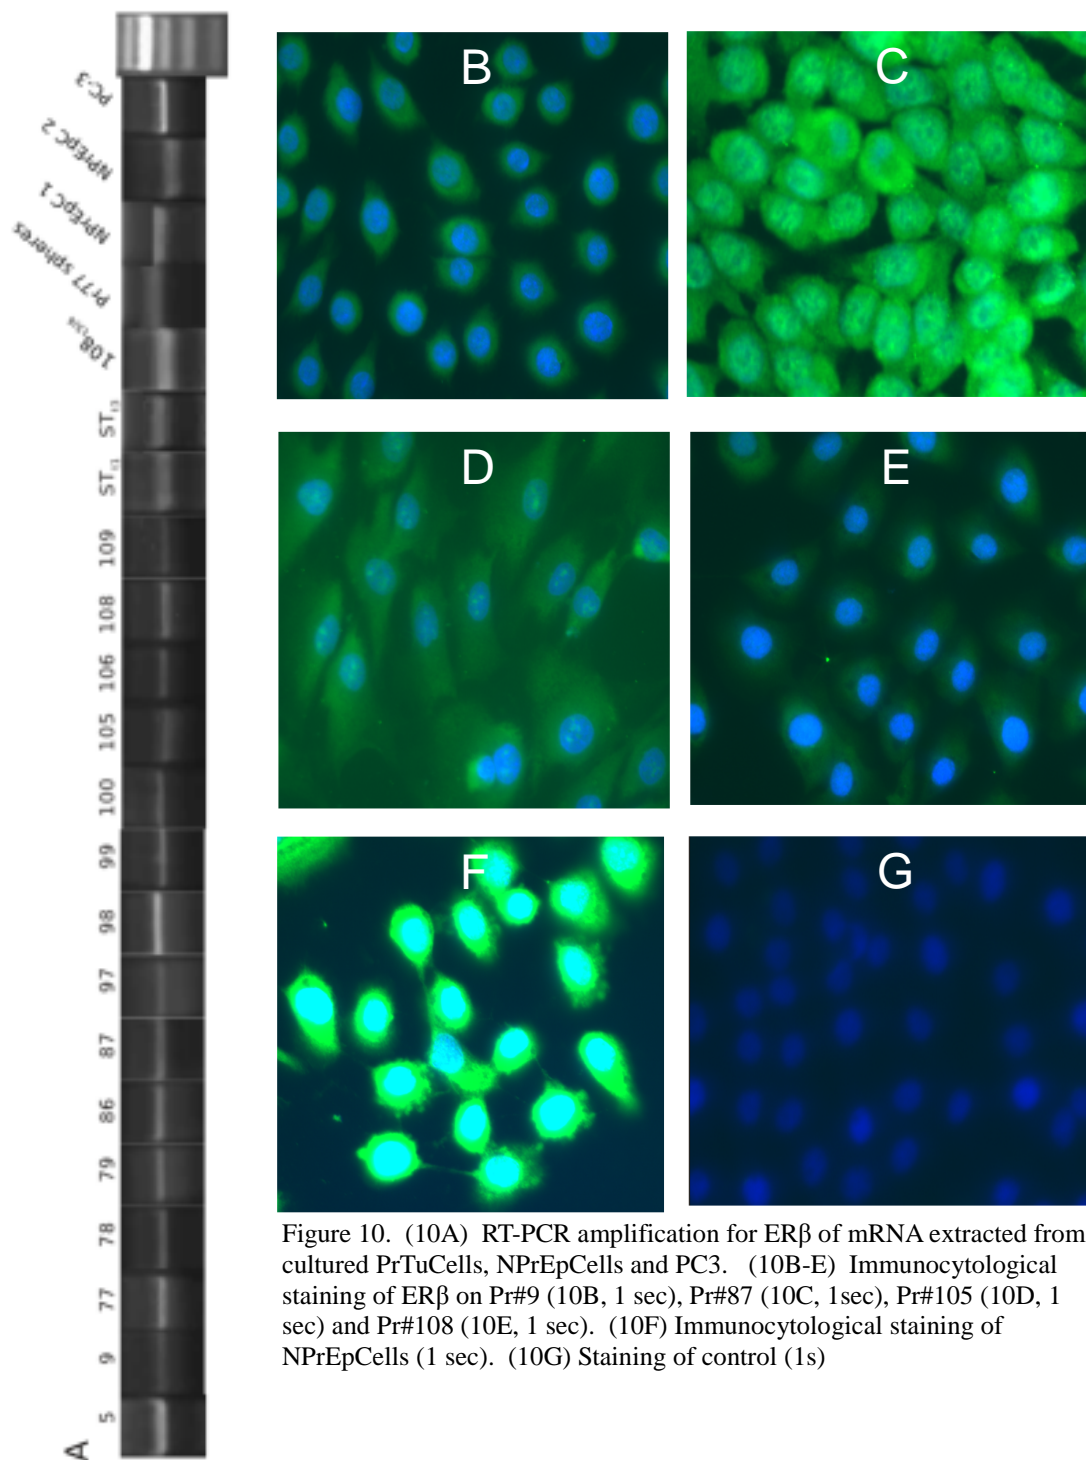 PC-3
NPrEpC 2
NPrEpC 1
Pr77 spheres
ST
ST
109
108
106
105
100
99
98
97
87
86
79
78
77
9
5
A
B
C
D
E
F
G
Figure 10. (10A) RT-PCR amplification for ERβ of mRNA extracted from
cultured PrTuCells, NPrEpCells and PC3. (10B-E) Immunocytological
staining of ERβ on Pr#9 (10B, 1 sec), Pr#87 (10C, 1sec), Pr#105 (10D, 1
sec) and Pr#108 (10E, 1 sec). (10F) Immunocytological staining of
NPrEpCells (1 sec). (10G) Staining of control (1s)